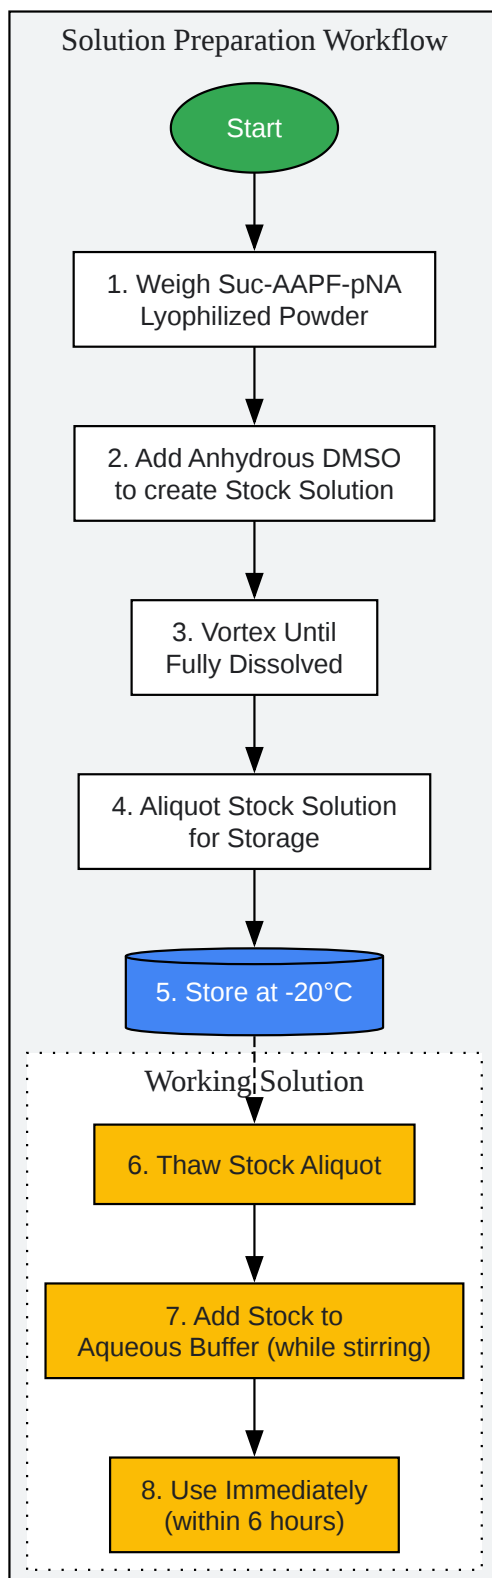 Solution Preparation Workflow
Start
1. Weigh Suc-AAPF-pNA
Lyophilized Powder
2. Add Anhydrous DMSO
to create Stock Solution
3. Vortex Until
Fully Dissolved
4. Aliquot Stock Solution
for Storage
5. Store at -20°C
Working Solution
6. Thaw Stock Aliquot
7. Add Stock to
Aqueous Buffer (while stirring)
8. Use Immediately
(within 6 hours)